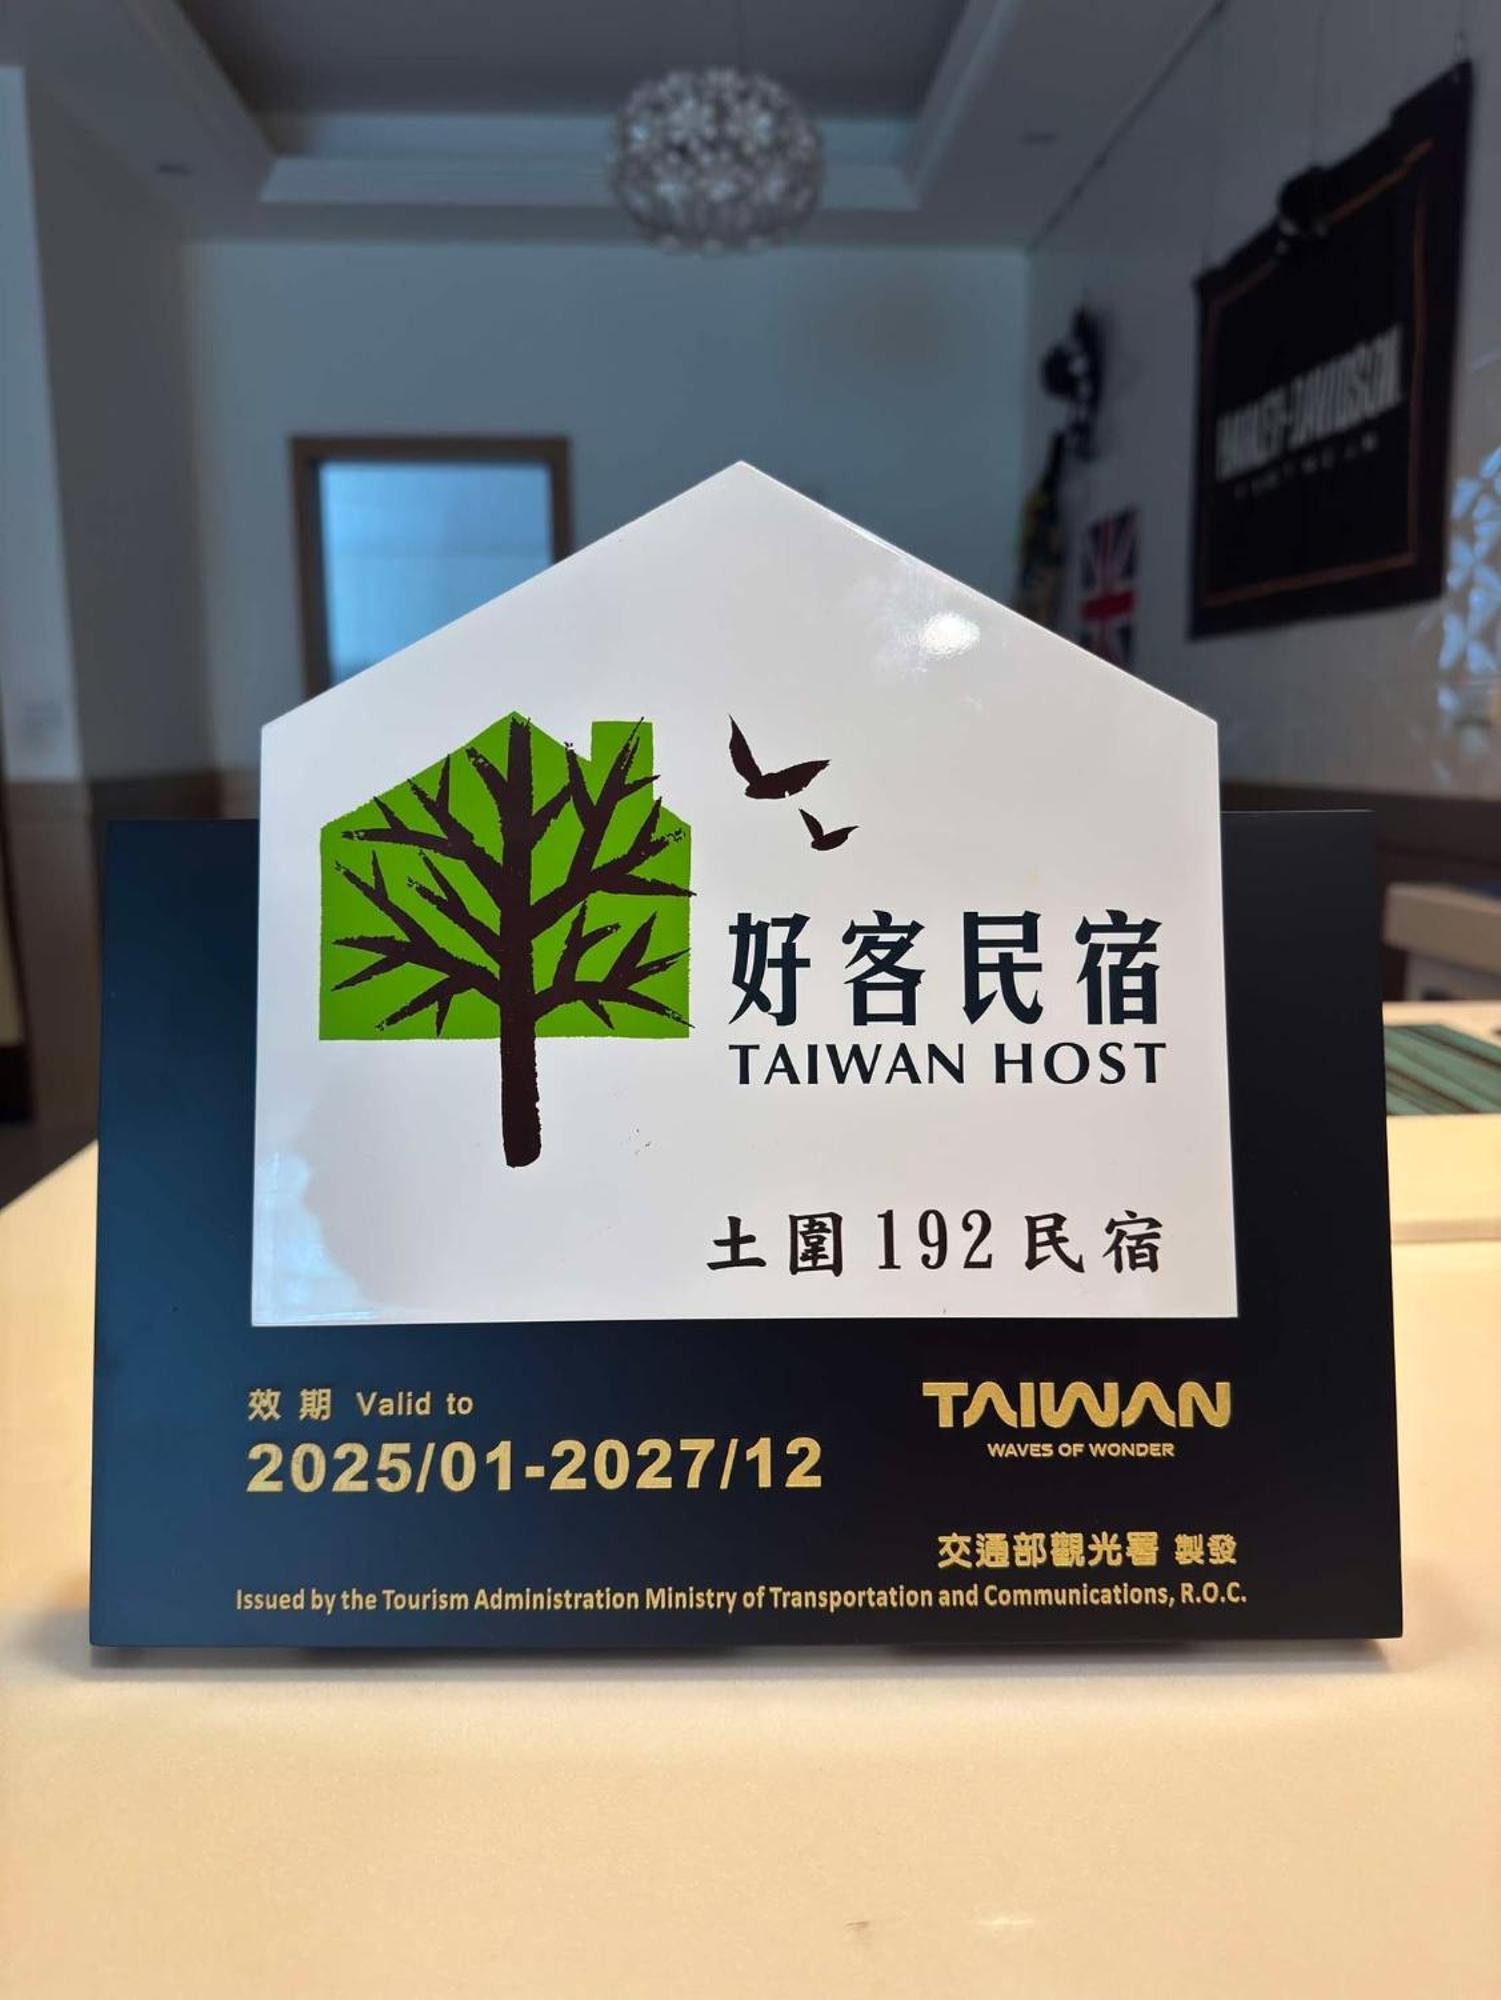 HARLEY-DAVIDSON
好客民宿
TAIWAN HOST
土圍192民宿
效期 Valid to
2025/01-2027/12
TAIWAN
WAVES OF WONDER
交通部觀光署 製發
Issued by the Tourism Administration Ministry of Transportation and Communications, R.O.C.